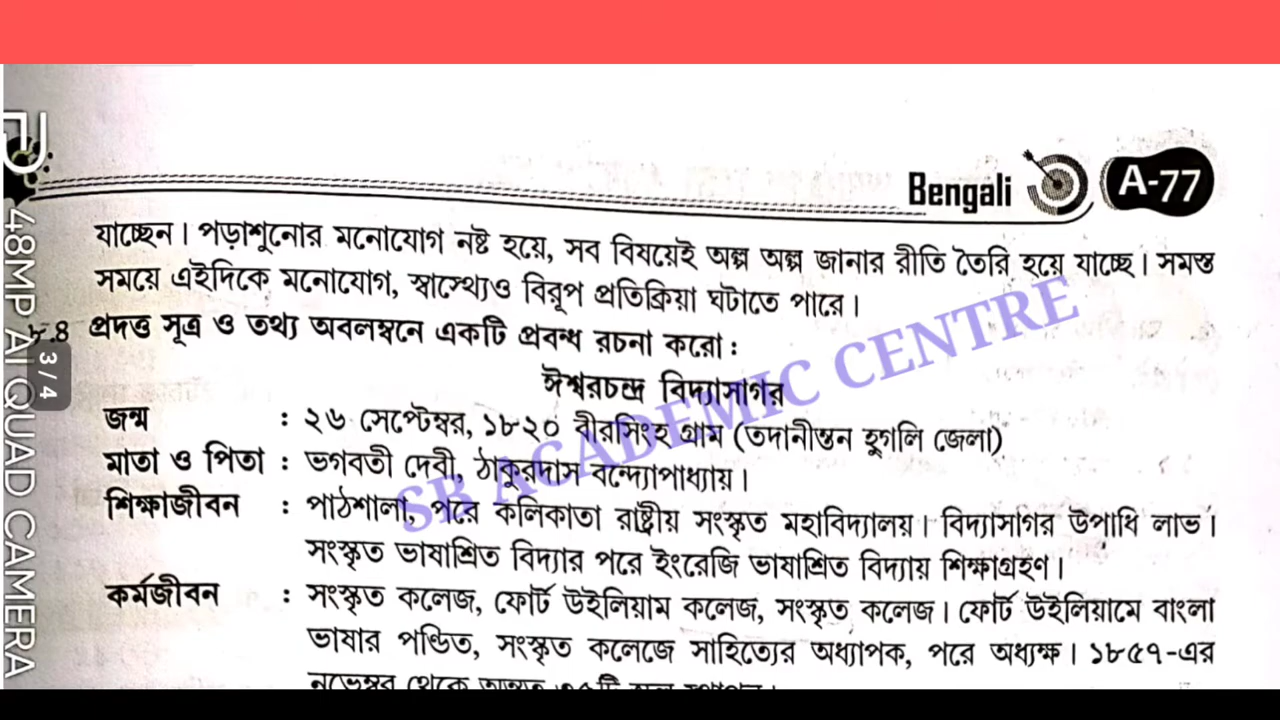 Bengali A-77
যাচ্ছেন। পড়াশুনোর মনোযোগ নষ্ট হয়ে, সব বিষয়েই অল্প অল্প জানার রীতি তৈরি হয়ে যাচ্ছে। সমস্ত
সময়ে এইদিকে মনোযোগ, স্বাস্থ্যেও বিরূপ প্রতিক্রিয়া ঘটাতে পারে।
৮.৪ প্রদত্ত সূত্র ও তথ্য অবলম্বনে একটি প্রবন্ধ রচনা করো :
ঈশ্বরচন্দ্র বিদ্যাসাগর
জন্ম : ২৬ সেপ্টেম্বর, ১৮২০ বীরসিংহ গ্রাম (তদানীন্তন হুগলি জেলা)
মাতা ও পিতা : ভগবতী দেবী, ঠাকুরদাস বন্দ্যোপাধ্যায়।
শিক্ষাজীবন : পাঠশালা, পরে কলিকাতা রাষ্ট্রীয় সংস্কৃত মহাবিদ্যালয়। বিদ্যাসাগর উপাধি লাভ।
সংস্কৃত ভাষাশ্রিত বিদ্যার পরে ইংরেজি ভাষাশ্রিত বিদ্যায় শিক্ষাগ্রহণ।
কর্মজীবন : সংস্কৃত কলেজ, ফোর্ট উইলিয়াম কলেজ, সংস্কৃত কলেজ। ফোর্ট উইলিয়ামে বাংলা
ভাষার পণ্ডিত, সংস্কৃত কলেজে সাহিত্যের অধ্যাপক, পরে অধ্যক্ষ। ১৮৫৭-এর
নভেম্বর থেকে
SB ACADEMIC CENTRE
3 / 4
48MP AI QUAD CAMERA